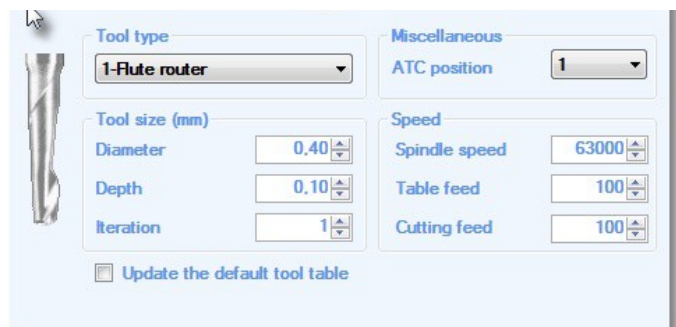 Tool type
1-Flute router
Miscellaneous
ATC position 1
Tool size (mm)
Diameter 0,40
Depth 0,10
Iteration 1
Speed
Spindle speed 63000
Table feed 100
Cutting feed 100
Update the default tool table